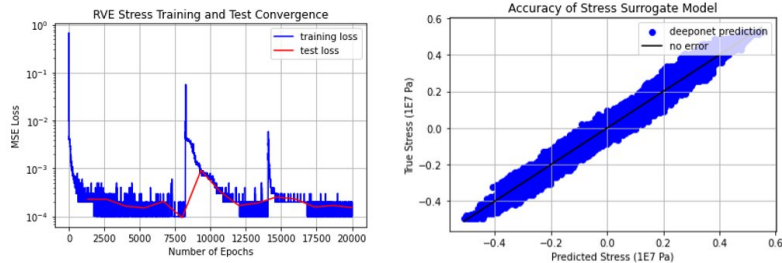 RVE Stress Training and Test Convergence
10⁰
10⁻¹
10⁻²
10⁻³
10⁻⁴
MSE Loss
training loss
test loss
0 2500 5000 7500 10000 12500 15000 17500 20000
Number of Epochs
Accuracy of Stress Surrogate Model
0.6
0.4
0.2
0.0
−0.2
−0.4
True Stress (1E7 Pa)
deeponet prediction
no error
−0.4 −0.2 0.0 0.2 0.4 0.6
Predicted Stress (1E7 Pa)